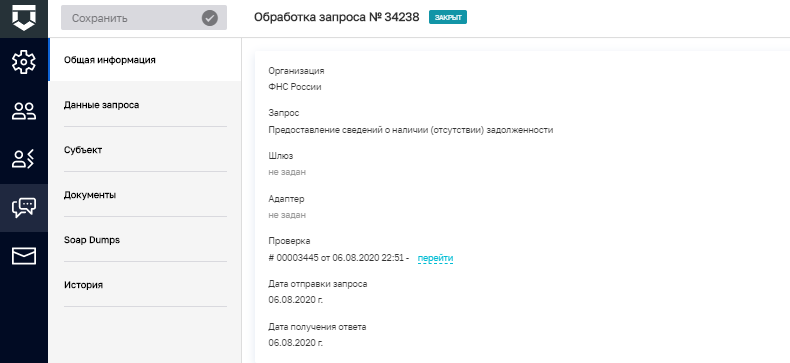 Сохранить
Обработка запроса № 34238 ЗАКРЫТ
Общая информация
Данные запроса
Субъект
Документы
Soap Dumps
История
Организация
ФНС России
Запрос
Предоставление сведений о наличии (отсутствии) задолженности
Шлюз
не задан
Адаптер
не задан
Проверка
# 00003445 от 06.08.2020 22:51 - перейти
Дата отправки запроса
06.08.2020 г.
Дата получения ответа
06.08.2020 г.